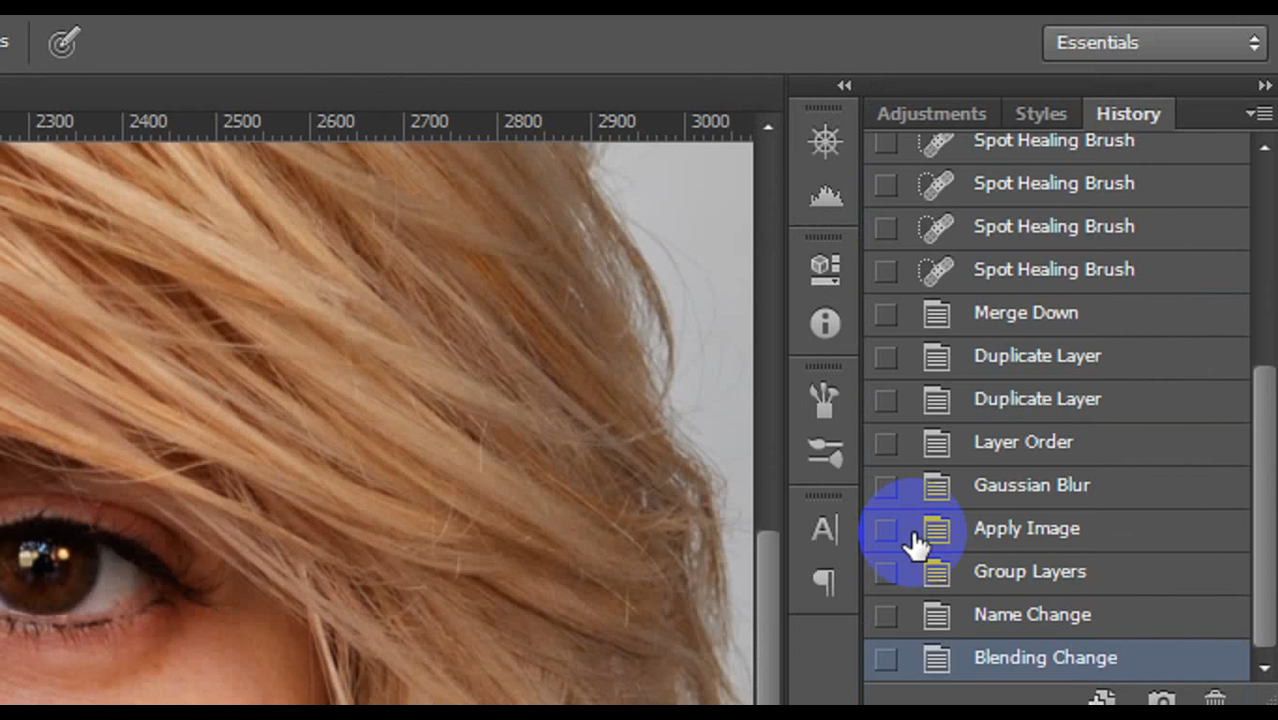 s
Essentials
Adjustments Styles History
2300 2400 2500 2600 2700 2800 2900 3000
Spot Healing Brush
Spot Healing Brush
Spot Healing Brush
Spot Healing Brush
Merge Down
Duplicate Layer
Duplicate Layer
Layer Order
Gaussian Blur
Apply Image
Group Layers
Name Change
Blending Change